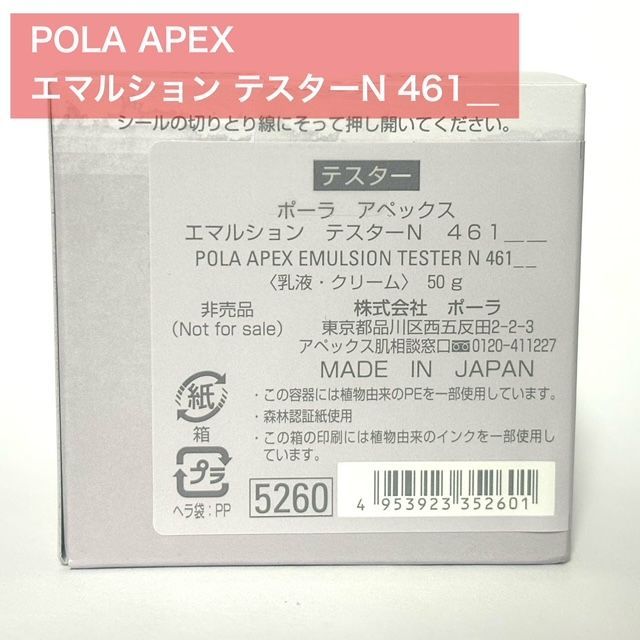 POLA APEX
エマルション テスターN 461__
シールの切りとり線にそって押し開いてください。
テスター
ポーラ アペックス
エマルション テスターN 461__
POLA APEX EMULSION TESTER N 461__
〈乳液・クリーム〉 50g
非売品 株式会社 ポーラ
(Not for sale) 東京都品川区西五反田2-2-3
アペックス肌相談窓口 0120-411227
MADE IN JAPAN
紙
箱
・この容器には植物由来のPEを一部使用しています。
・森林認証紙使用
・この箱の印刷には植物由来のインクを一部使用し
ています。
プラ
ヘラ袋:PP
5260
4 953923 352601